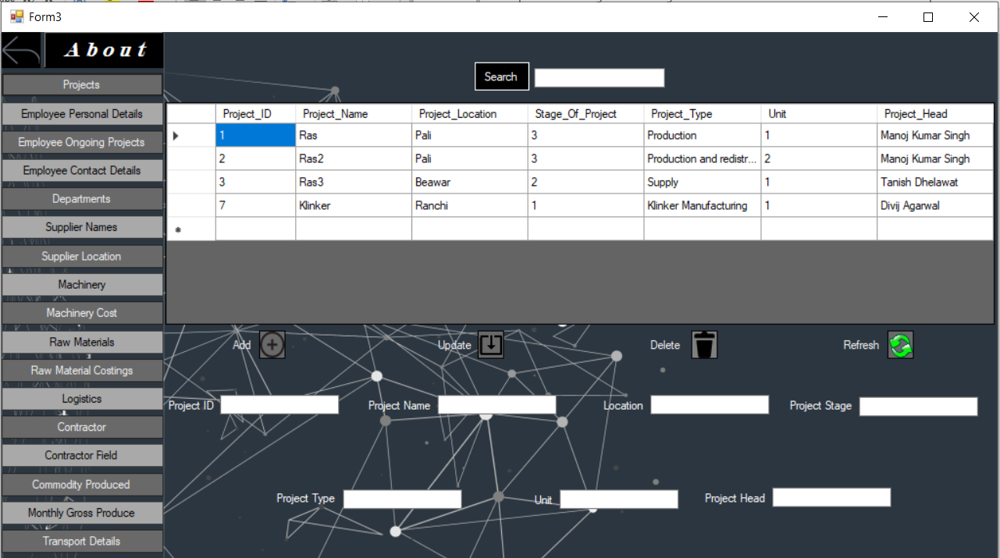 Form3
About
Projects
Employee Personal Details
Employee Ongoing Projects
Employee Contact Details
Departments
Supplier Names
Supplier Location
Machinery
Machinery Cost
Raw Materials
Raw Material Costings
Logistics
Contractor
Contractor Field
Commodity Produced
Monthly Gross Produce
Transport Details
Search
Project_ID Project_Name Project_Location Stage_Of_Project Project_Type Unit Project_Head
1 Ras Pali 3 Production 1 Manoj Kumar Singh
2 Ras2 Pali 3 Production and redistr... 2 Manoj Kumar Singh
3 Ras3 Beawar 2 Supply 1 Tanish Dhelawat
7 Klinker Ranchi 1 Klinker Manufacturing 1 Divij Agarwal
Add Update Delete Refresh
Project ID Project Name Location Project Stage
Project Type Unit Project Head